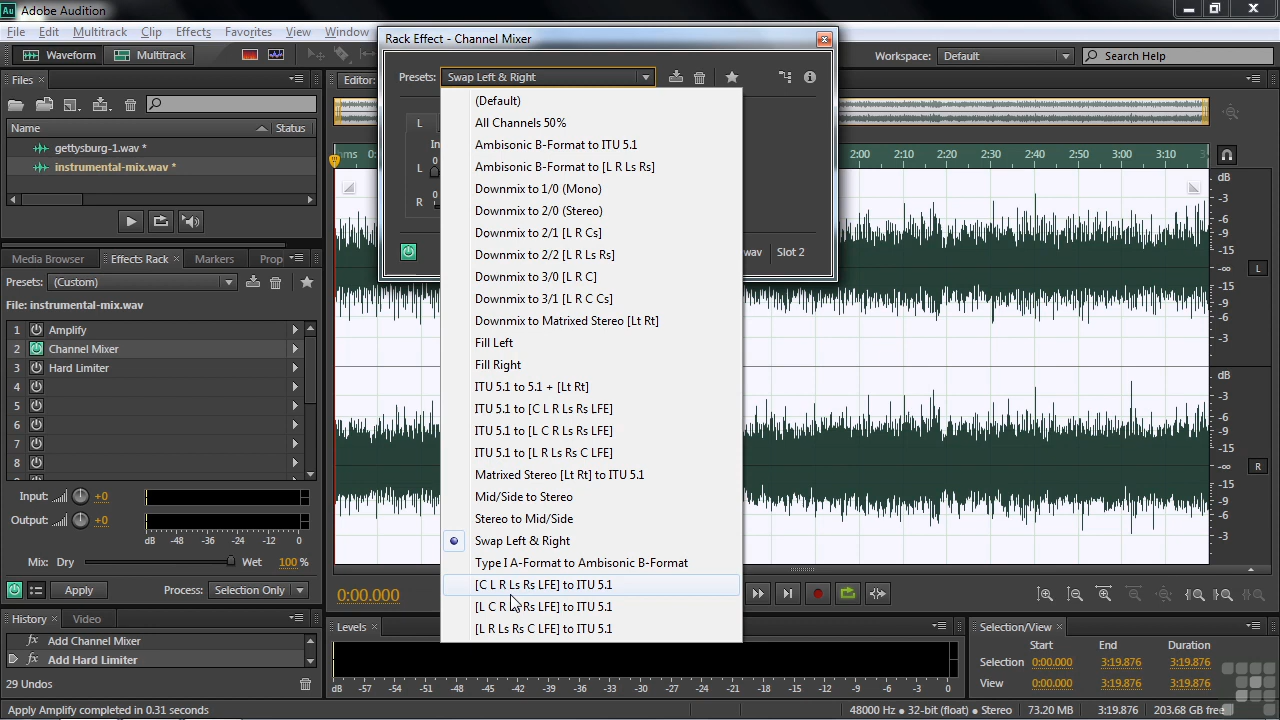 Au Adobe Audition
File Edit Multitrack Clip Effects Favorites View Window
Waveform Multitrack
Workspace: Default
Search Help
Rack Effect - Channel Mixer
Presets: Swap Left & Right
(Default)
All Channels 50%
Ambisonic B-Format to ITU 5.1
Ambisonic B-Format to [L R Ls Rs]
Downmix to 1/0 (Mono)
Downmix to 2/0 (Stereo)
Downmix to 2/1 [L R Cs]
Downmix to 2/2 [L R Ls Rs]
Downmix to 3/0 [L R C]
Downmix to 3/1 [L R C Cs]
Downmix to Matrixed Stereo [Lt Rt]
Fill Left
Fill Right
ITU 5.1 to 5.1 + [Lt Rt]
ITU 5.1 to [C L R Ls Rs LFE]
ITU 5.1 to [L C R Ls Rs LFE]
ITU 5.1 to [L R Ls Rs C LFE]
Matrixed Stereo [Lt Rt] to ITU 5.1
Mid/Side to Stereo
Stereo to Mid/Side
Swap Left & Right
Type I A-Format to Ambisonic B-Format
[C L R Ls Rs LFE] to ITU 5.1
[L C R Rs LFE] to ITU 5.1
[L R Ls Rs C LFE] to ITU 5.1
L
In
L 0
R 0
wav Slot 2
Files
Name Status
gettysburg-1.wav *
instrumental-mix.wav *
Media Browser Effects Rack Markers Prop
Presets: (Custom)
File: instrumental-mix.wav
1 Amplify
2 Channel Mixer
3 Hard Limiter
4
5
6
7
8
Input: +0
Output: +0
dB -48 -36 -24 -12 0
Mix: Dry Wet 100 %
Apply Process: Selection Only
History Video
Add Channel Mixer
Add Hard Limiter
29 Undos
Apply Amplify completed in 0.31 seconds
Editor:
hms 2:00 2:10 2:20 2:30 2:40 2:50 3:00 3:10
dB
-3
-6
-9
-15
-∞
-15
-9
-6
-3
L
dB
-3
-6
-9
-15
-∞
-15
-9
-6
-3
R
0:00.000
Levels
dB -57 -54 -51 -48 -45 -42 -39 -36 -33 -30 -27 -24 -21 -18 -15 -12 -9 -6 -3 0
Selection/View
Start End Duration
Selection 0:00.000 3:19.876 3:19.876
View 0:00.000 3:19.876 3:19.876
48000 Hz 32-bit (float) Stereo 73.20 MB 3:19.876 203.68 GB free